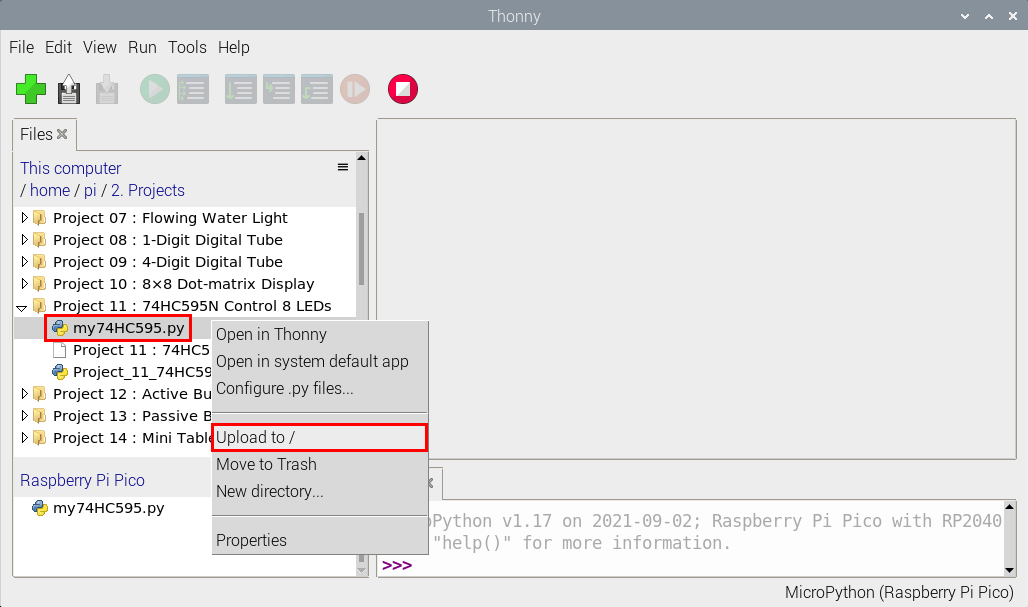 Thonny
File Edit View Run Tools Help
Files
This computer
/ home / pi / 2. Projects
Project 07 : Flowing Water Light
Project 08 : 1-Digit Digital Tube
Project 09 : 4-Digit Digital Tube
Project 10 : 8×8 Dot-matrix Display
Project 11 : 74HC595N Control 8 LEDs
my74HC595.py
Project 11 : 74HC5
Project_11_74HC59
Project 12 : Active Bu
Project 13 : Passive B
Project 14 : Mini Table
Open in Thonny
Open in system default app
Configure .py files...
Upload to /
Move to Trash
New directory...
Properties
Raspberry Pi Pico
my74HC595.py
oPython v1.17 on 2021-09-02; Raspberry Pi Pico with RP2040
"help()" for more information.
>>>
MicroPython (Raspberry Pi Pico)